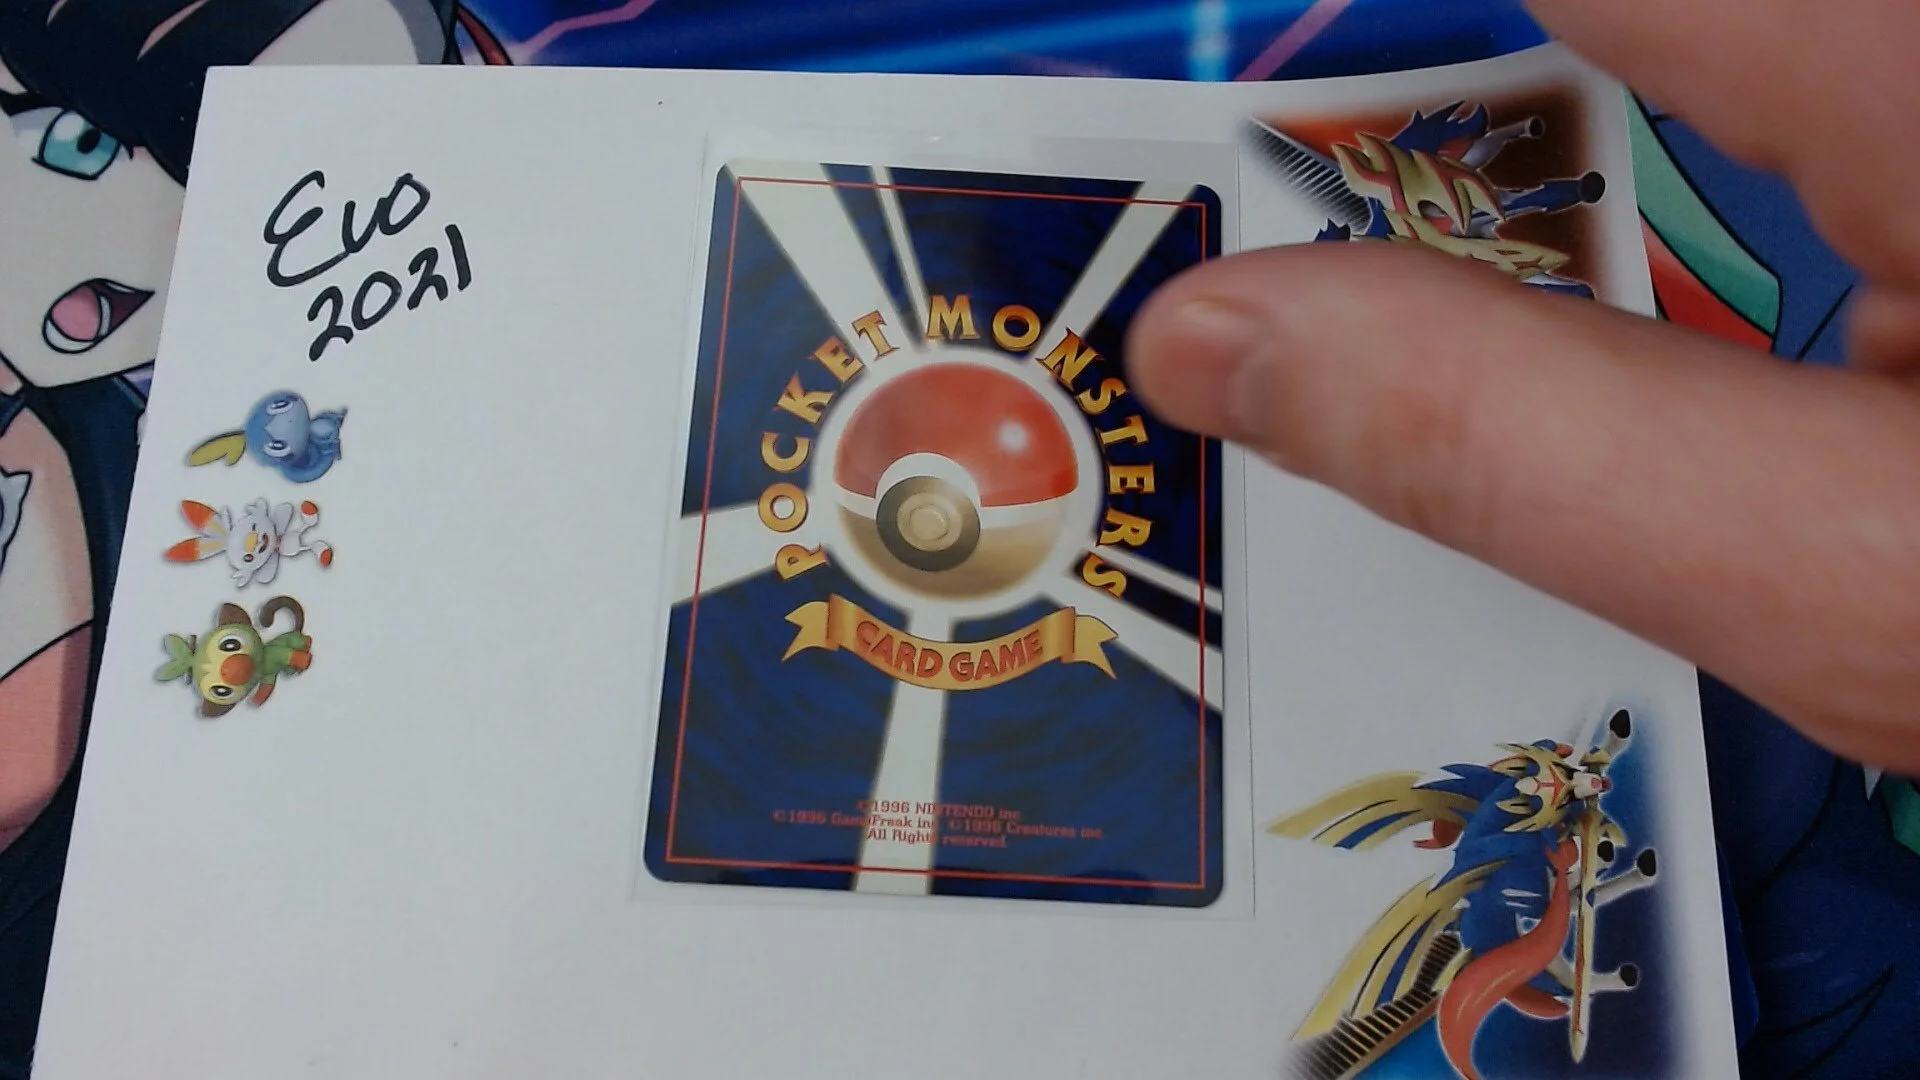 Evo
2021
POCKET MONSTERS
CARD GAME
©1996 NINTENDO inc.
©1996 GameFreak inc. ©1996 Creatures inc.
All Rights reserved.